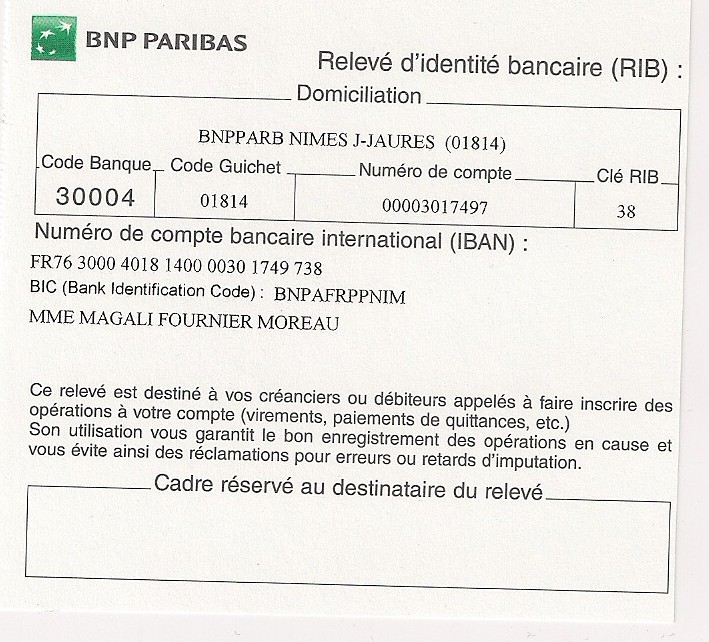 BNP PARIBAS
Relevé d'identité bancaire (RIB) :
Domiciliation
BNPPARB NIMES J-JAURES (01814)
Code Banque Code Guichet Numéro de compte Clé RIB
30004 01814 00003017497 38
Numéro de compte bancaire international (IBAN) :
FR76 3000 4018 1400 0030 1749 738
BIC (Bank Identification Code) : BNPAFRPPNIM
MME MAGALI FOURNIER MOREAU
Ce relevé est destiné à vos créanciers ou débiteurs appelés à faire inscrire des
opérations à votre compte (virements, paiements de quittances, etc.)
Son utilisation vous garantit le bon enregistrement des opérations en cause et
vous évite ainsi des réclamations pour erreurs ou retards d'imputation.
Cadre réservé au destinataire du relevé